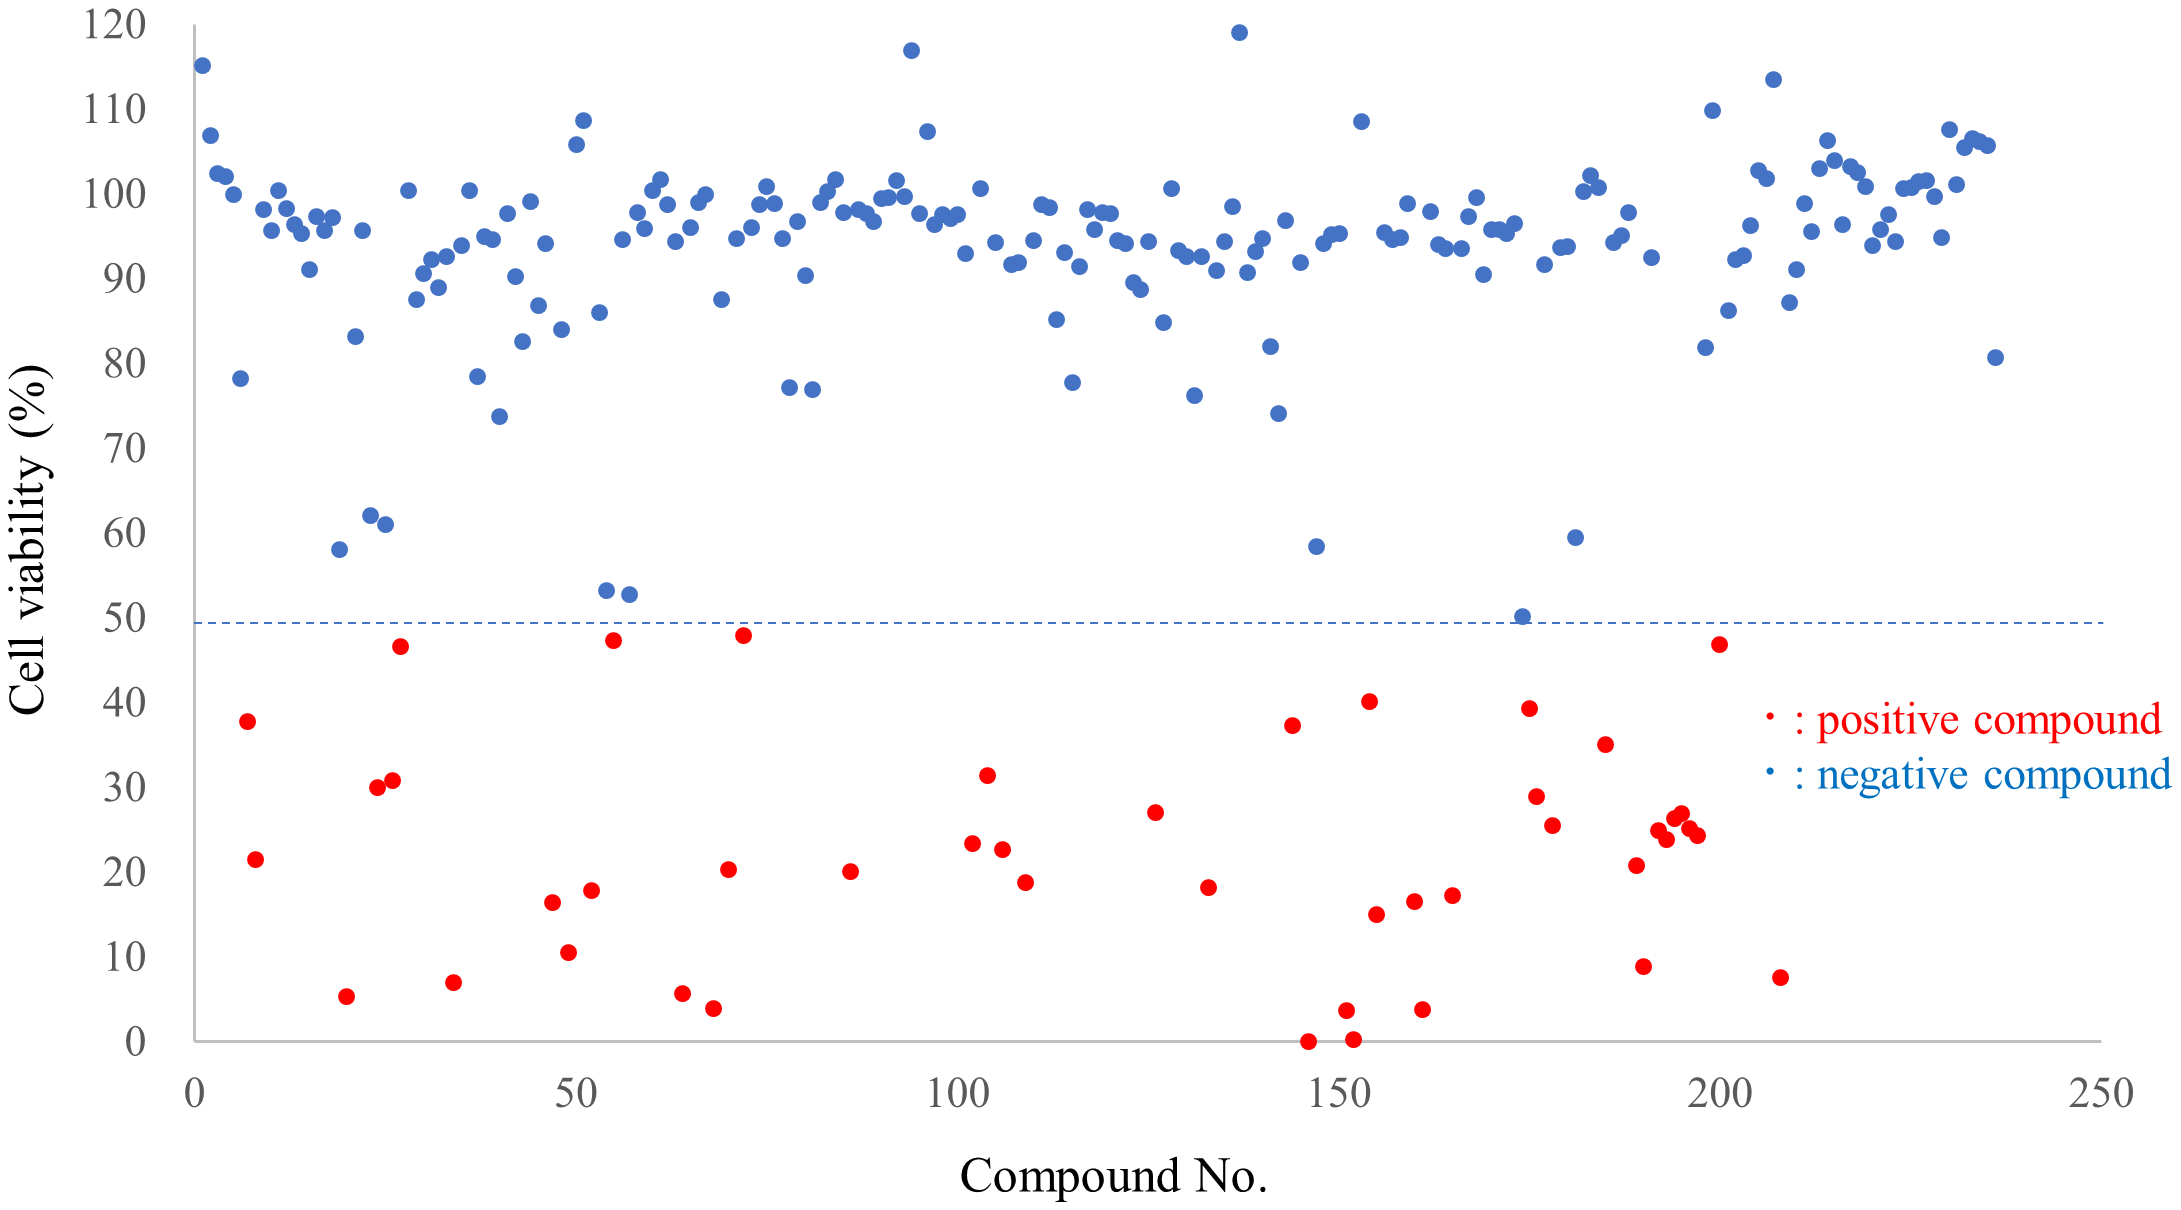 120
110
100
90
80
70
60
50
40
30
20
10
0
Cell viability (%)
• : positive compound
• : negative compound
0 50 100 150 200 250
Compound No.